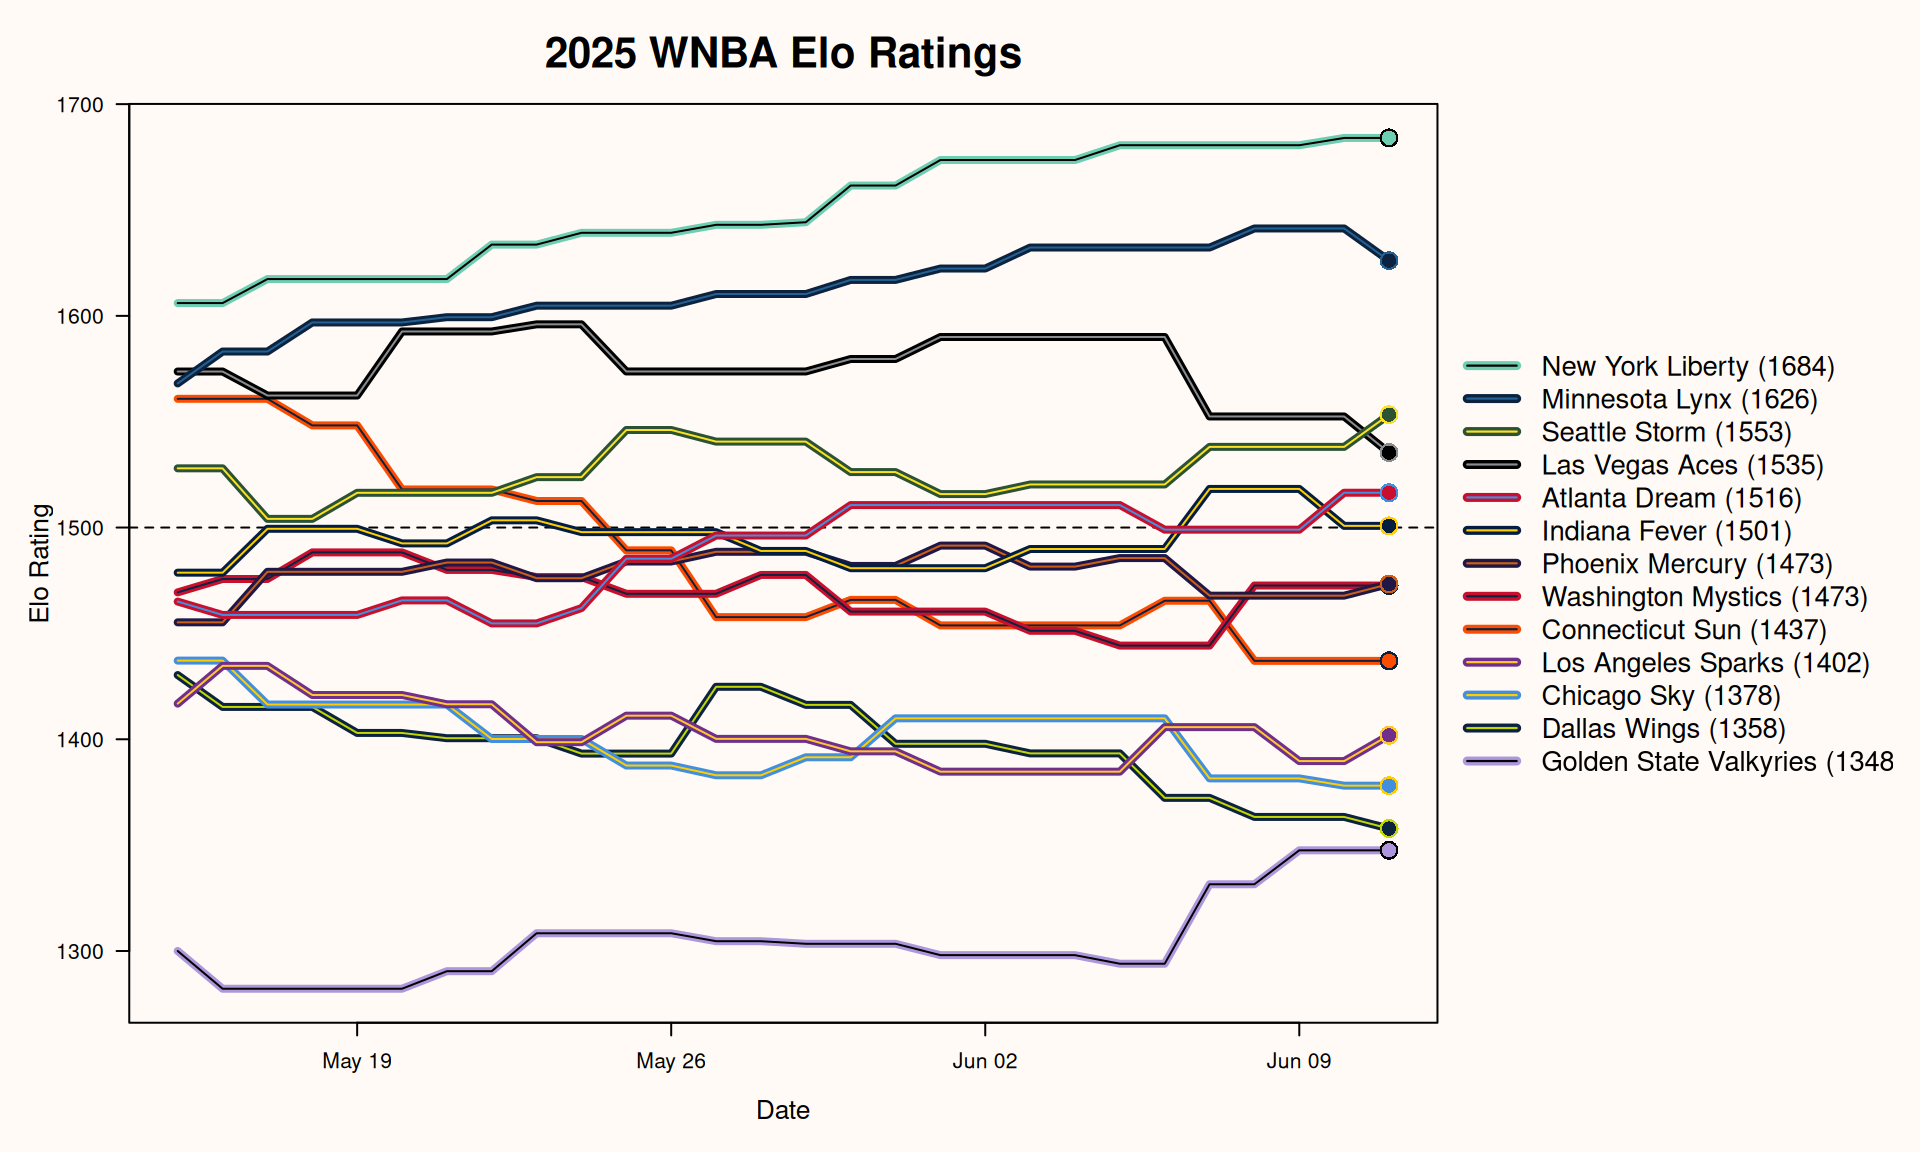 2025 WNBA Elo Ratings
1700
1600
1500
1400
1300
Elo Rating
May 19
May 26
Jun 02
Jun 09
Date
New York Liberty (1684)
Minnesota Lynx (1626)
Seattle Storm (1553)
Las Vegas Aces (1535)
Atlanta Dream (1516)
Indiana Fever (1501)
Phoenix Mercury (1473)
Washington Mystics (1473)
Connecticut Sun (1437)
Los Angeles Sparks (1402)
Chicago Sky (1378)
Dallas Wings (1358)
Golden State Valkyries (1348